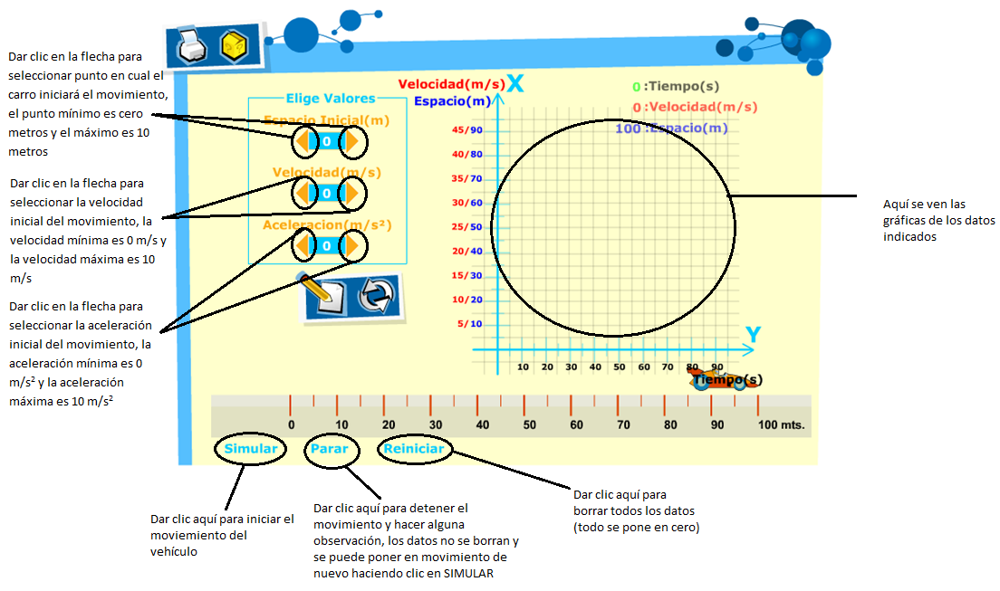 Dar clic en la flecha para
seleccionar punto en cual el
carro iniciará el movimiento,
el punto mínimo es cero
metros y el máximo es 10
metros
Dar clic en la flecha para
seleccionar la velocidad
inicial del movimiento, la
velocidad mínima es 0 m/s y
la velocidad máxima es 10
m/s
Dar clic en la flecha para
seleccionar la aceleración
inicial del movimiento, la
aceleración mínima es 0
m/s² y la aceleración
máxima es 10 m/s²
Elige Valores
Espacio Inicial(m)
0
Velocidad(m/s)
0
Aceleracion(m/s²)
0
Velocidad(m/s) X
Espacio(m)
0 :Tiempo(s)
0 :Velocidad(m/s)
100 :Espacio(m)
45/90
40/80
35/70
30/60
25/50
20/40
15/30
10/20
5/10
Y
10 20 30 40 50 60 70 80 90
Tiempo(s)
0 10 20 30 40 50 60 70 80 90 100 mts.
Simular Parar Reiniciar
Aquí se ven las
gráficas de los datos
indicados
Dar clic aquí para iniciar el
moviemiento del
vehículo
Dar clic aquí para detener el
movimiento y hacer alguna
observación, los datos no se borran y
se puede poner en movimiento de
nuevo haciendo clic en SIMULAR
Dar clic aquí para
borrar todos los datos
(todo se pone en cero)